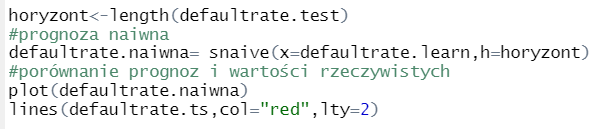 horyzont<-length(defaultrate.test)
#prognoza naiwna
defaultrate.naiwna= snaive(x=defaultrate.learn,h=horyzont)
#porównanie prognoz i wartości rzeczywistych
plot(defaultrate.naiwna)
lines(defaultrate.ts,col="red",lty=2)